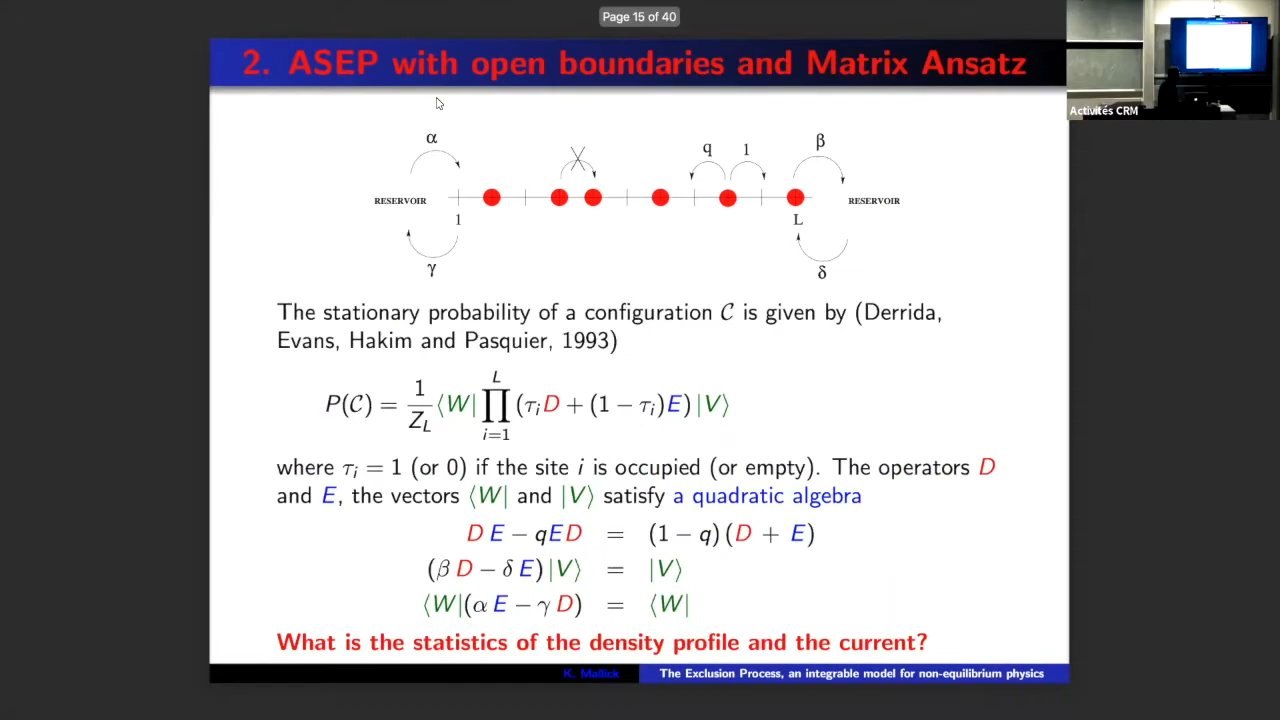 Page 15 of 40
2. ASEP with open boundaries and Matrix Ansatz
Activités CRM
α
q 1
β
RESERVOIR
RESERVOIR
1
L
γ
δ
The stationary probability of a configuration 𝒞 is given by (Derrida,
Evans, Hakim and Pasquier, 1993)
P(𝒞) = 1/Z_L ⟨W| ∏_{i=1}^{L} (τ_i D + (1 − τ_i)E) |V⟩
where τ_i = 1 (or 0) if the site i is occupied (or empty). The operators D
and E, the vectors ⟨W| and |V⟩ satisfy a quadratic algebra
D E − qED = (1 − q)(D + E)
(β D − δ E)|V⟩ = |V⟩
⟨W|(α E − γ D) = ⟨W|
What is the statistics of the density profile and the current?
K. Mallick
The Exclusion Process, an integrable model for non-equilibrium physics